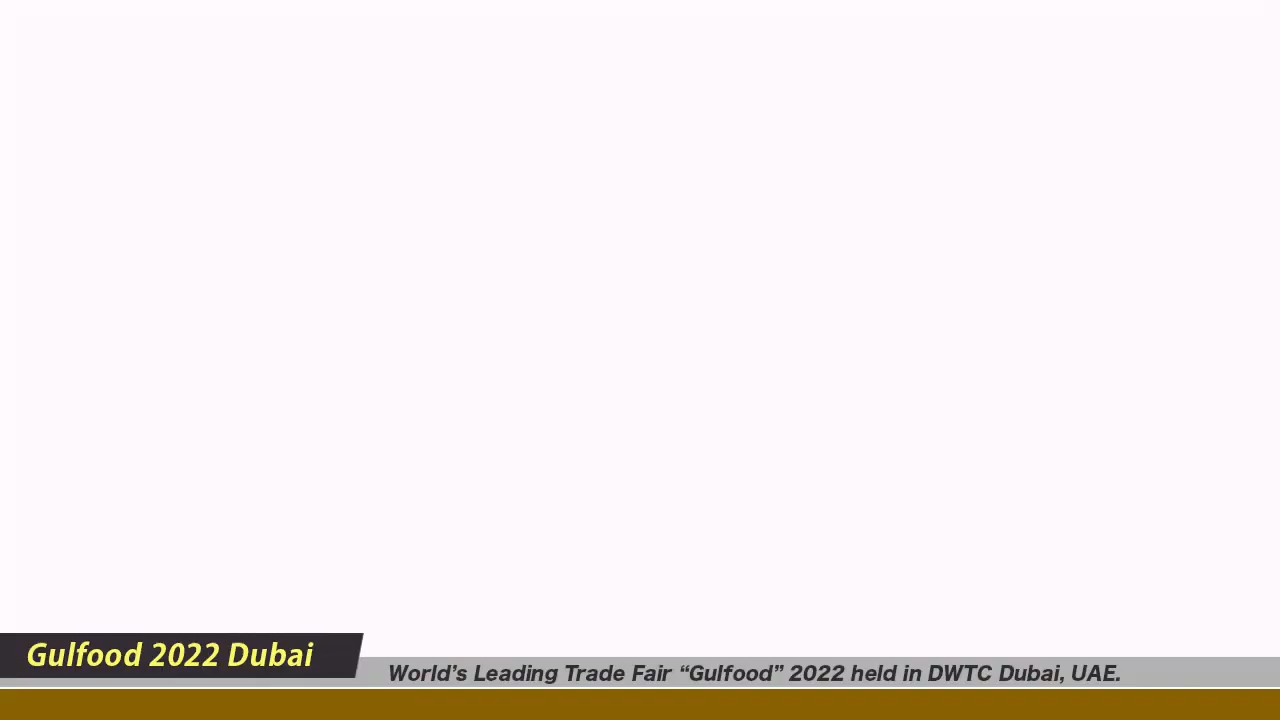 Gulfood 2022 Dubai
World's Leading Trade Fair “Gulfood” 2022 held in DWTC Dubai, UAE.